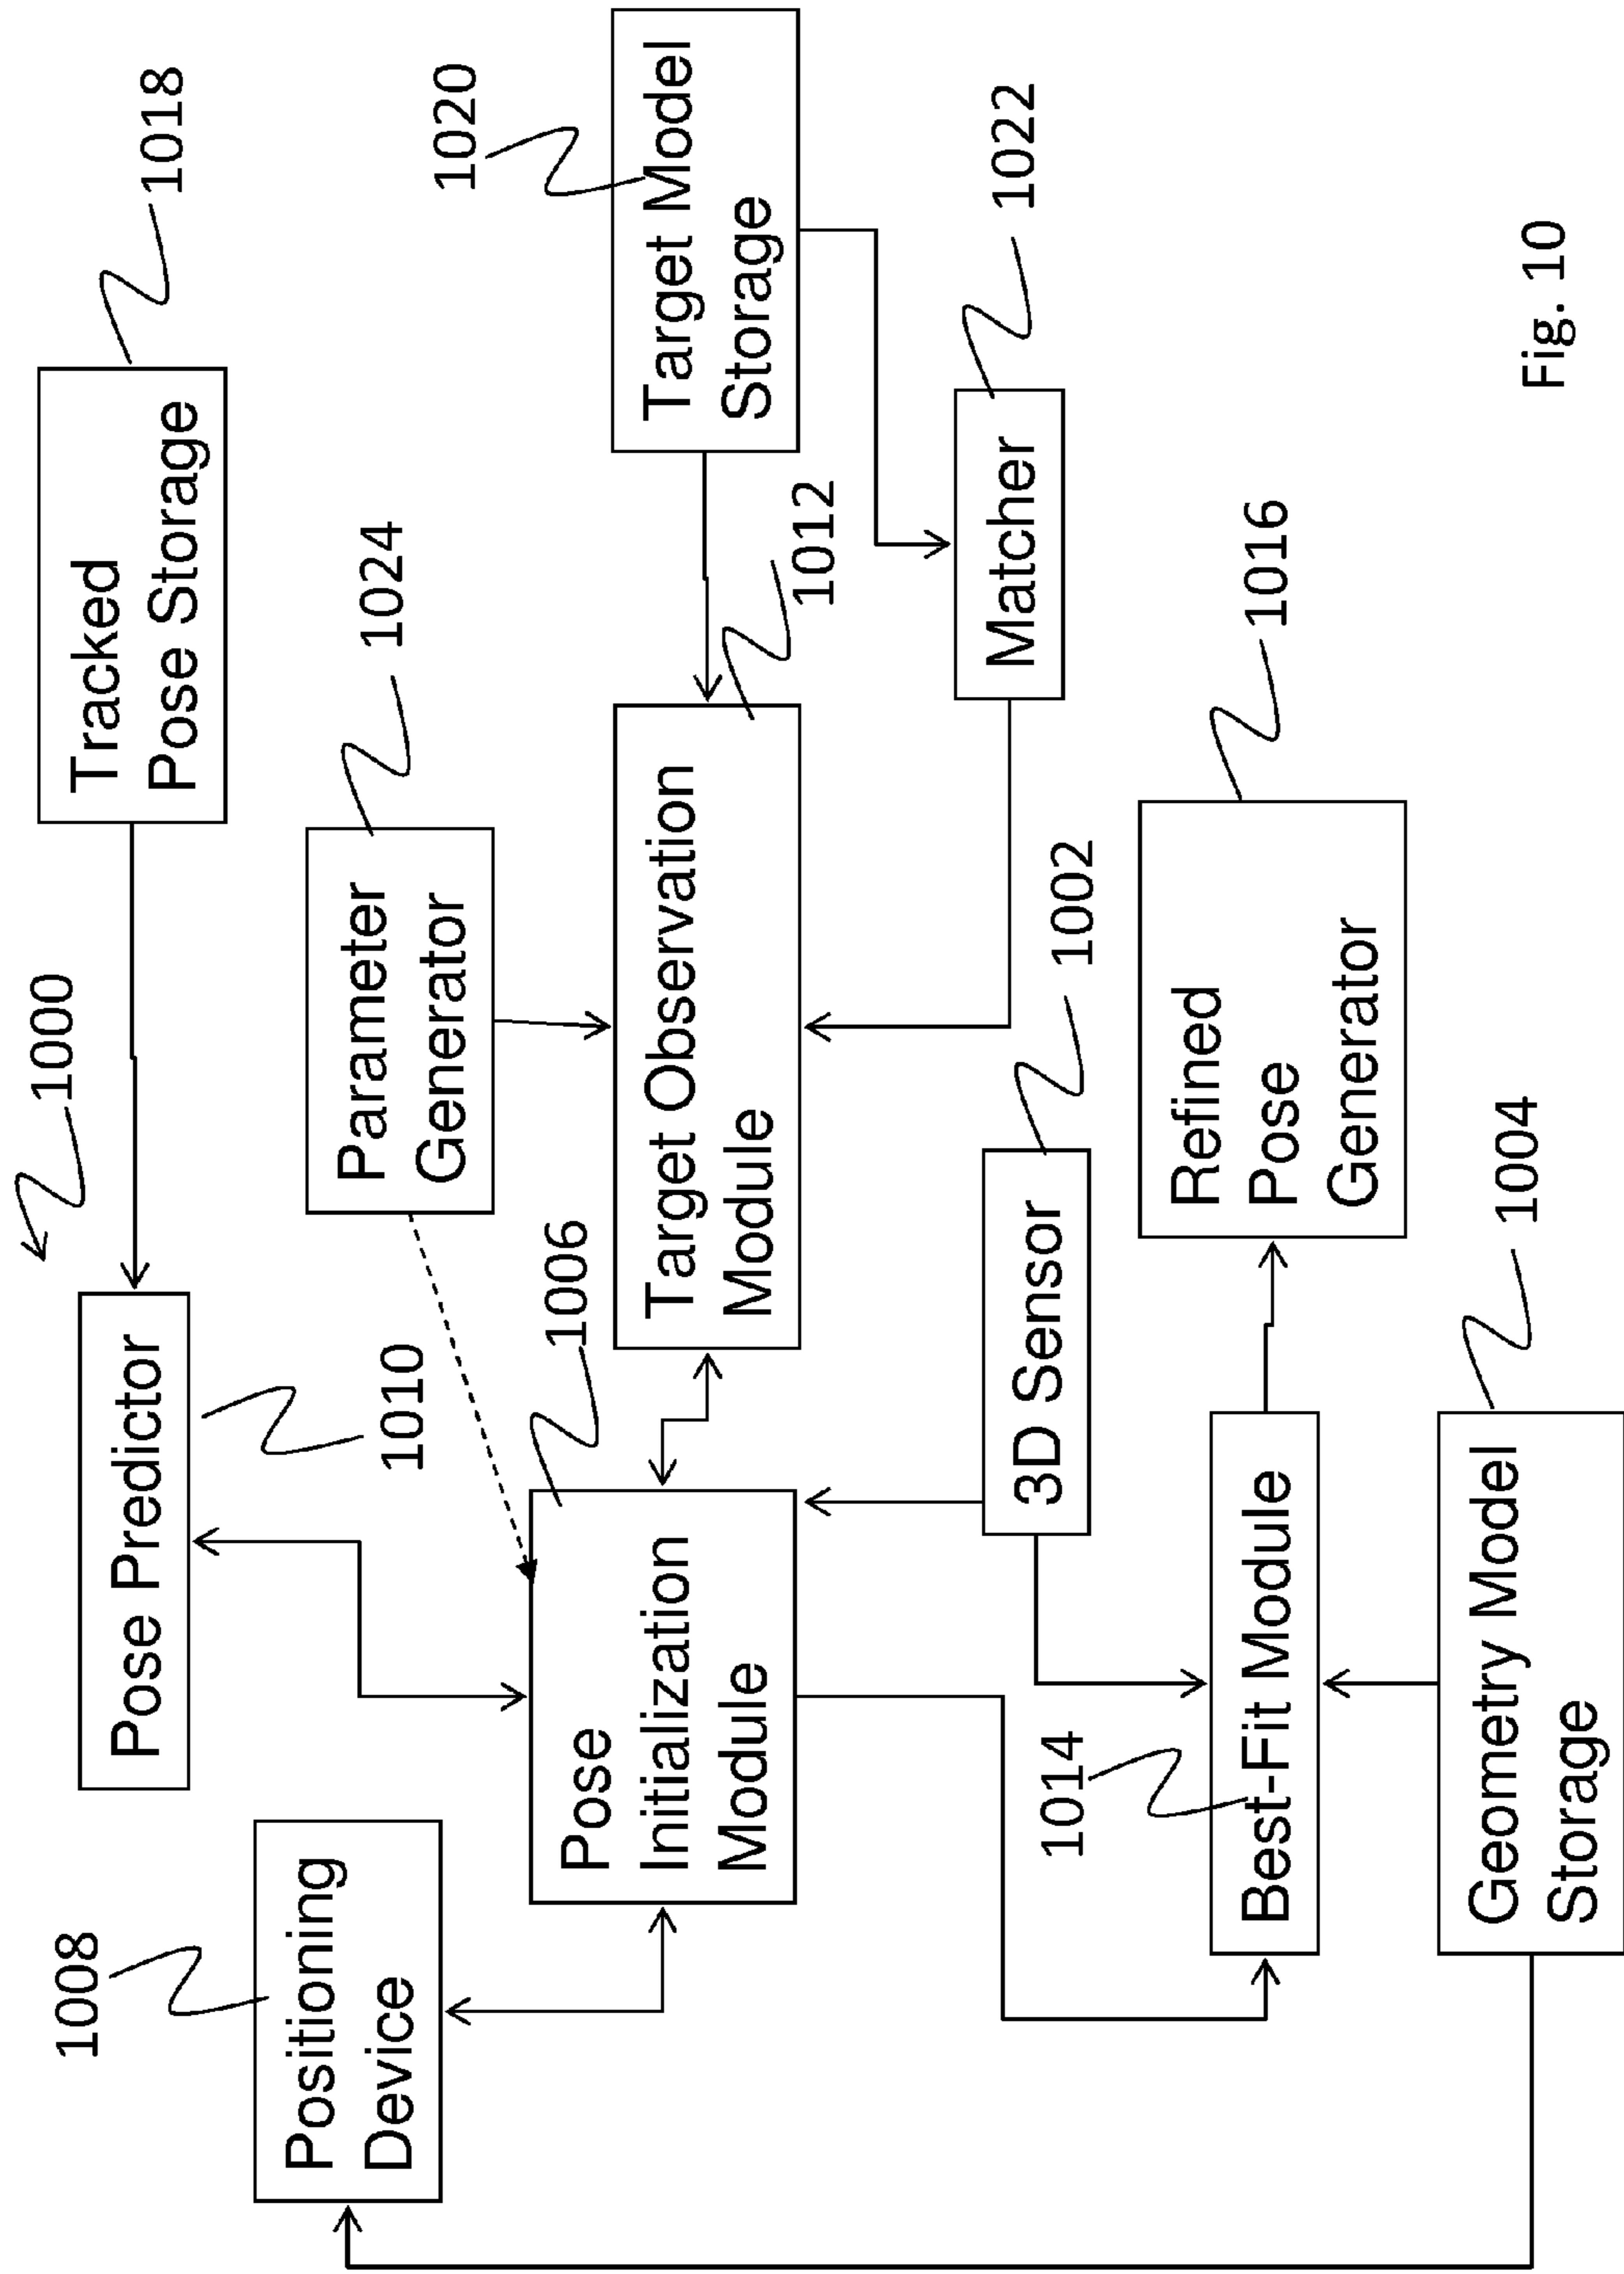 1000
1018
Pose Predictor
Tracked
Pose Storage
1008
1010
1024
1020
Positioning
Device
Parameter
Generator
1006
Pose
Initialization
Module
Target Observation
Module
Target Model
Storage
1012
1014
3D Sensor
1002
Matcher
1022
Best-Fit Module
Refined
Pose
Generator
1016
Geometry Model
Storage
1004
Fig. 10